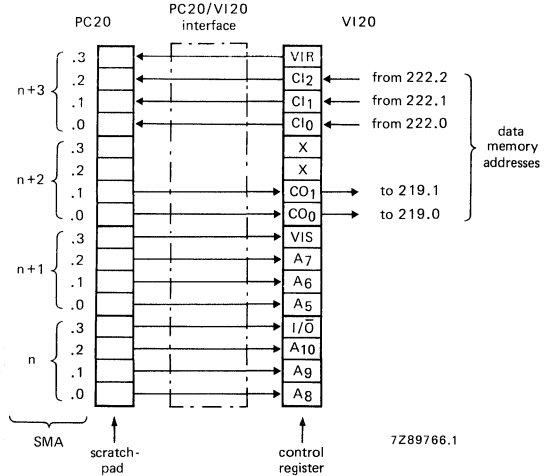 PC20 PC20/VI20 interface VI20
n+3 .3 VIR
.2 CI2 from 222.2
.1 CI1 from 222.1
.0 CI0 from 222.0
data memory addresses
n+2 .3 X
.2 X
.1 CO1 to 219.1
.0 CO0 to 219.0
n+1 .3 VIS
.2 A7
.1 A6
.0 A5
n .3 I/O̅
.2 A10
.1 A9
.0 A8
SMA
scratch-
pad
control
register
7Z89766.1